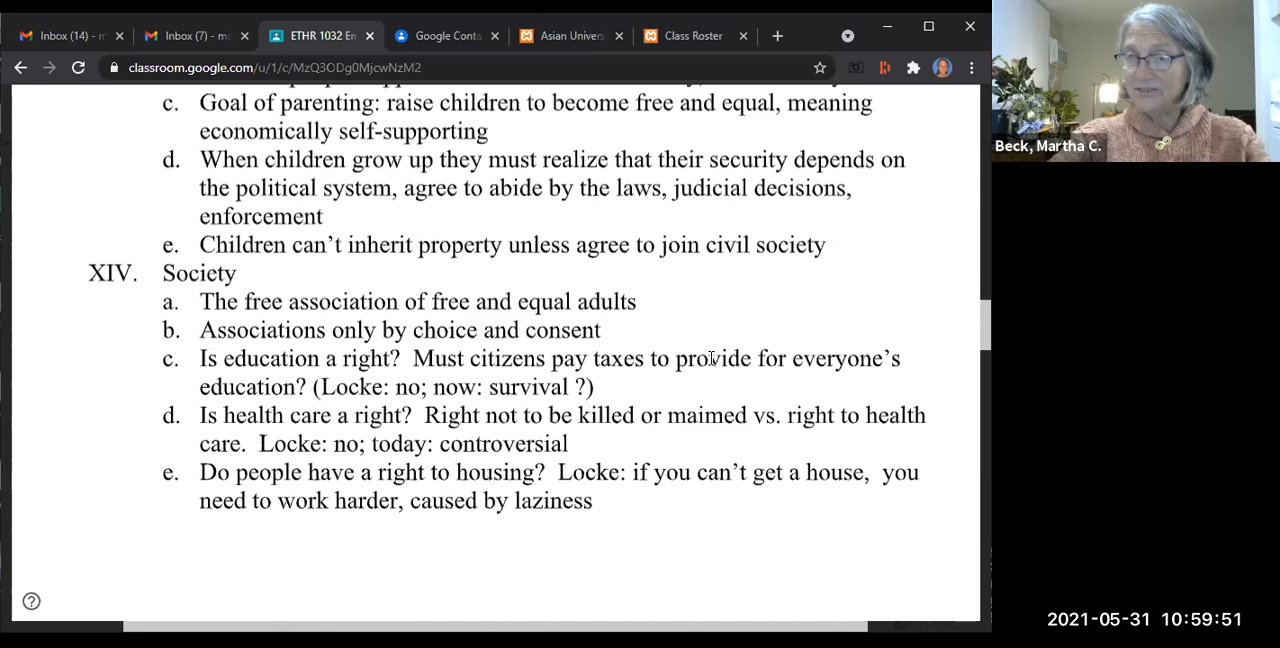 Inbox (14) - m
Inbox (7) - ma
ETHR 1032 En
Google Conta
Asian Univers
Class Roster
classroom.google.com/u/1/c/MzQ3ODg0MjcwNzM2
c. Goal of parenting: raise children to become free and equal, meaning
economically self-supporting
d. When children grow up they must realize that their security depends on
the political system, agree to abide by the laws, judicial decisions,
enforcement
e. Children can’t inherit property unless agree to join civil society
XIV. Society
a. The free association of free and equal adults
b. Associations only by choice and consent
c. Is education a right? Must citizens pay taxes to provide for everyone’s
education? (Locke: no; now: survival ?)
d. Is health care a right? Right not to be killed or maimed vs. right to health
care. Locke: no; today: controversial
e. Do people have a right to housing? Locke: if you can’t get a house, you
need to work harder, caused by laziness
Beck, Martha C.
2021-05-31 10:59:51